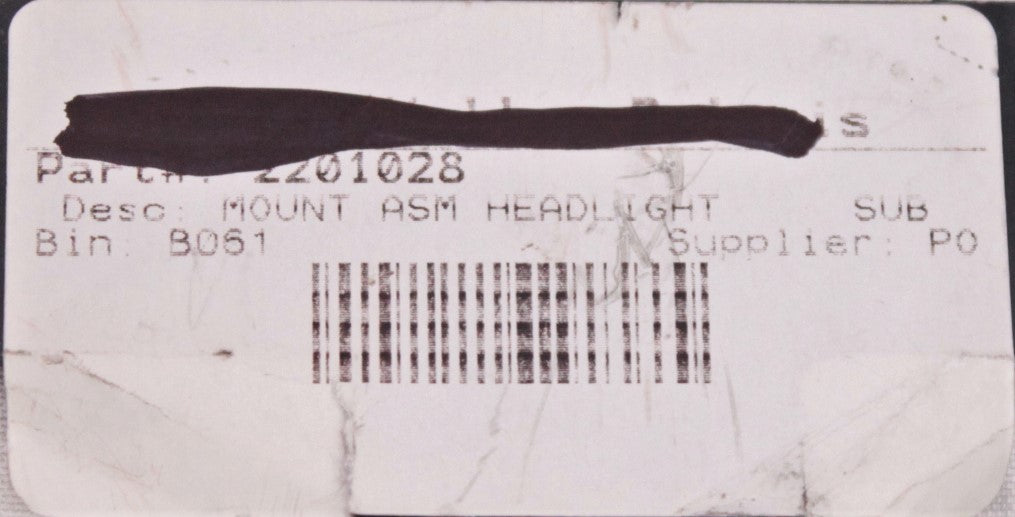 Part#: 2201028
Desc: MOUNT ASM HEADLIGHT SUB
Bin: B061 Supplier: PO